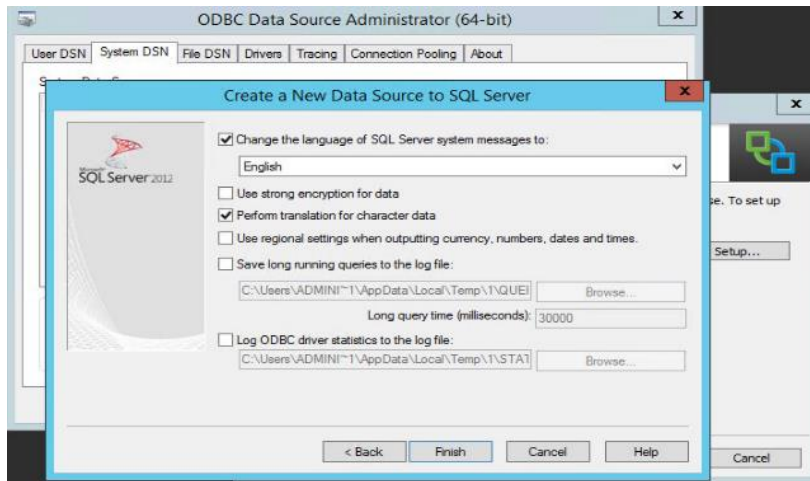 ODBC Data Source Administrator (64-bit)
x
User DSN System DSN File DSN Drivers Tracing Connection Pooling About
Create a New Data Source to SQL Server
x
x
Microsoft
SQL Server 2012
Change the language of SQL Server system messages to:
English
Use strong encryption for data
Perform translation for character data
Use regional settings when outputting currency, numbers, dates and times.
Save long running queries to the log file:
C:\Users\ADMINI~1\AppData\Local\Temp\1\QUEI
Browse...
Long query time (milliseconds): 30000
Log ODBC driver statistics to the log file:
C:\Users\ADMINI~1\AppData\Local\Temp\1\STAT
Browse...
< Back Finish Cancel Help
se. To set up
Setup...
Cancel